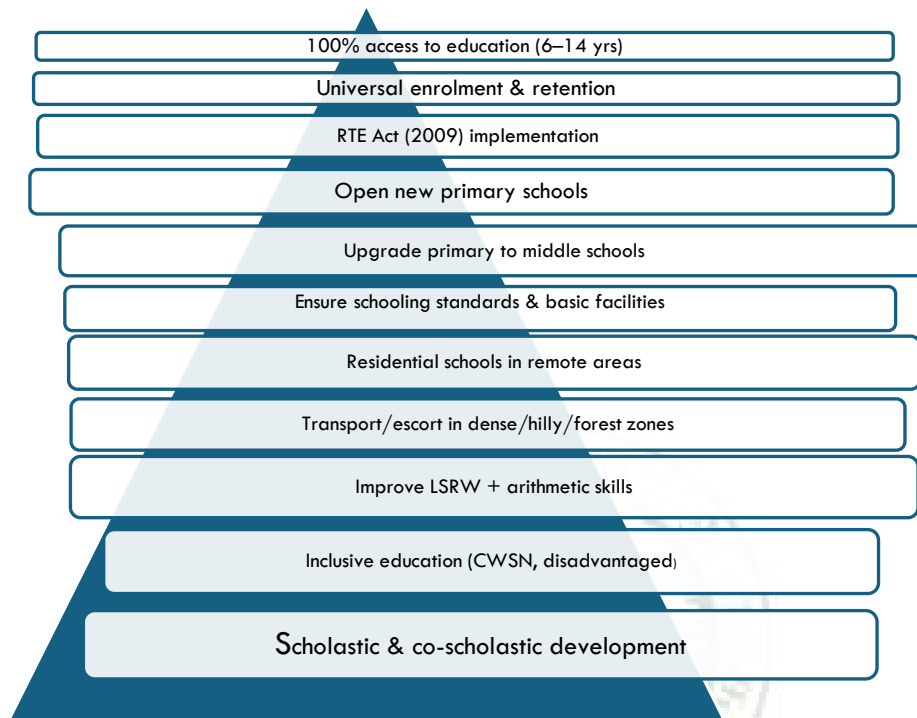 100% access to education (6–14 yrs)
Universal enrolment & retention
RTE Act (2009) implementation
Open new primary schools
Upgrade primary to middle schools
Ensure schooling standards & basic facilities
Residential schools in remote areas
Transport/escort in dense/hilly/forest zones
Improve LSRW + arithmetic skills
Inclusive education (CWSN, disadvantaged)
Scholastic & co-scholastic development